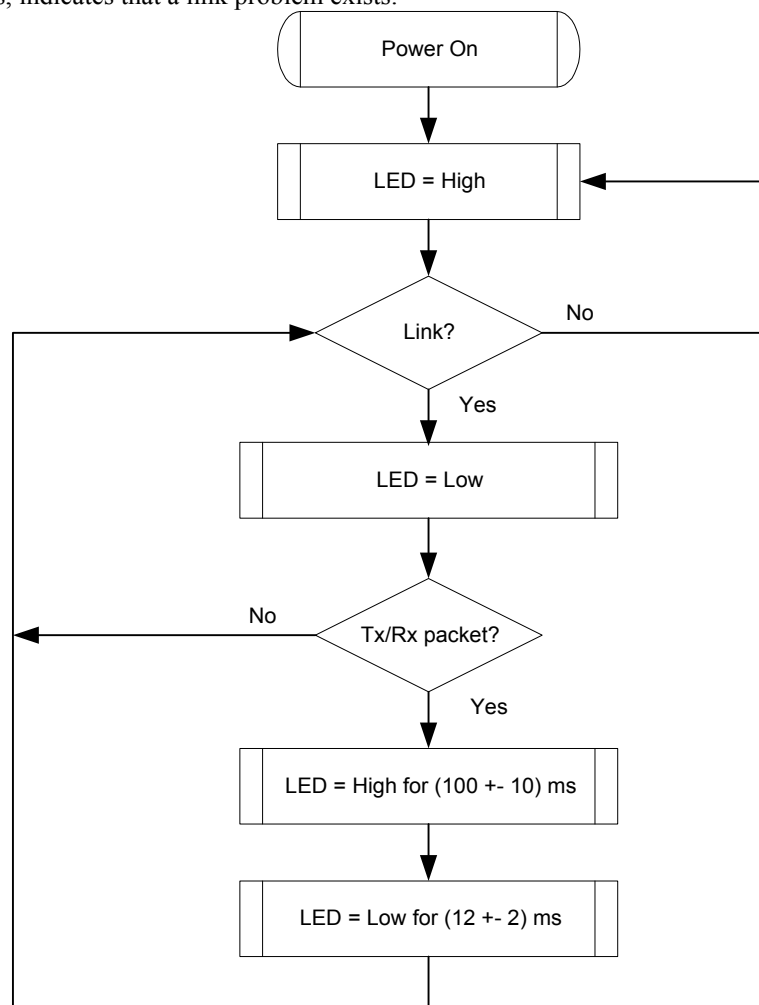 indicates that a link problem exists.
Power On
LED = High
Link?
No
Yes
LED = Low
No
Tx/Rx packet?
Yes
LED = High for (100 +- 10) ms
LED = Low for (12 +- 2) ms